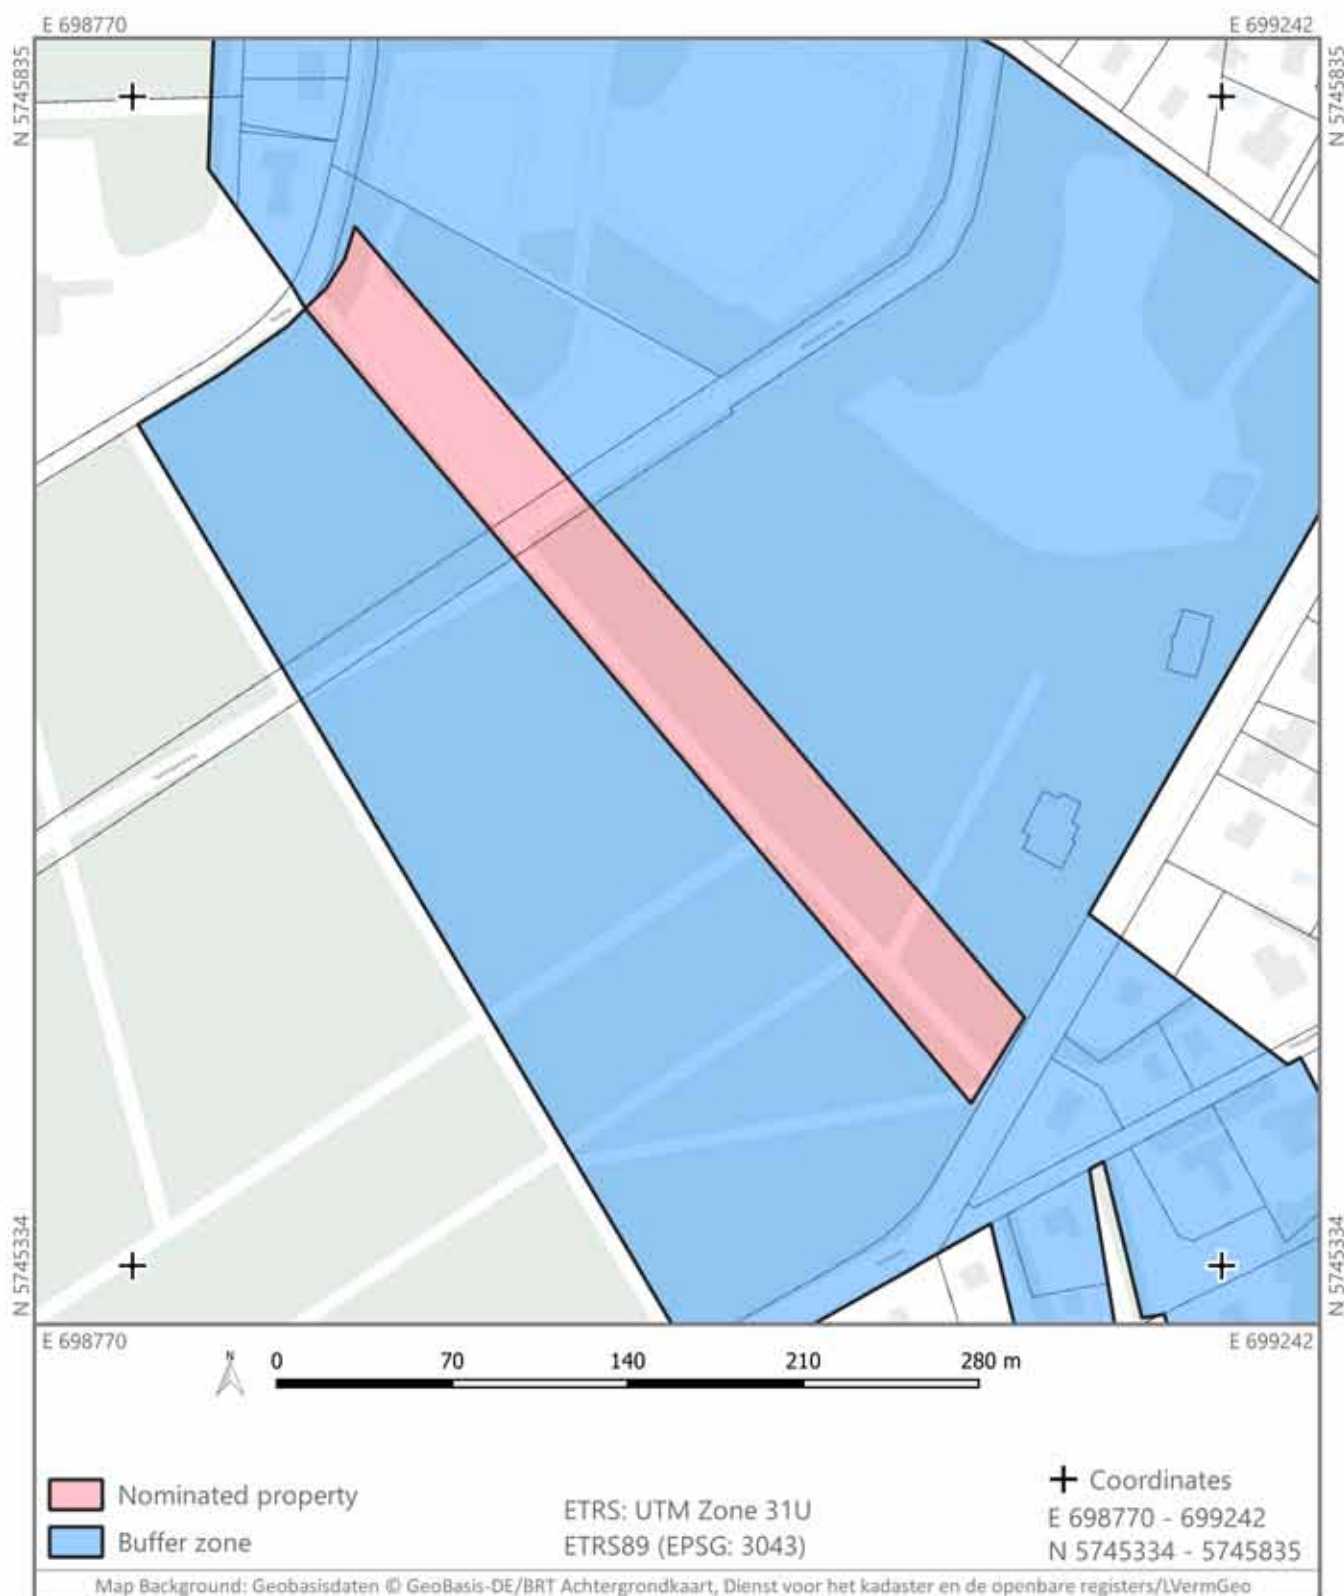 E 698770
E 699242
N 5745835
N 5745835
N 5745334
N 5745334
E 698770
E 699242
N
0 70 140 210 280 m
Nominated property
Buffer zone
ETRS: UTM Zone 31U
ETRS89 (EPSG: 3043)
Coordinates
E 698770 - 699242
N 5745334 - 5745835
Map Background: Geobasisdaten © GeoBasis-DE/BRT Achtergrondkaart, Dienst voor het kadaster en de openbare registers/LVermGeo